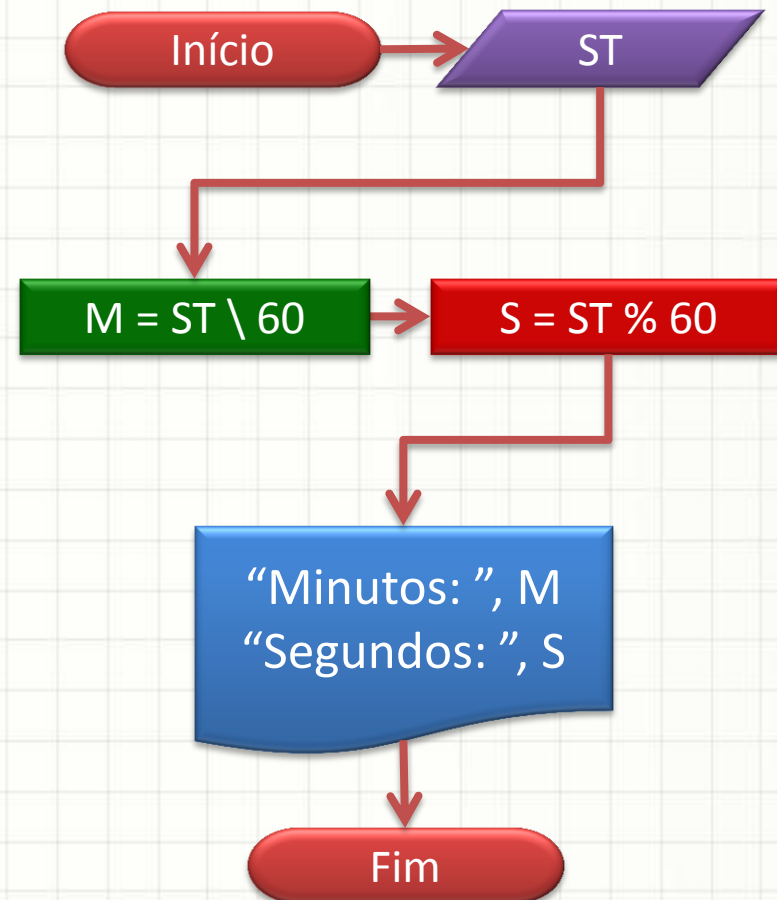 Início
ST
M = ST \ 60
S = ST % 60
“Minutos: ”, M
“Segundos: ”, S
Fim